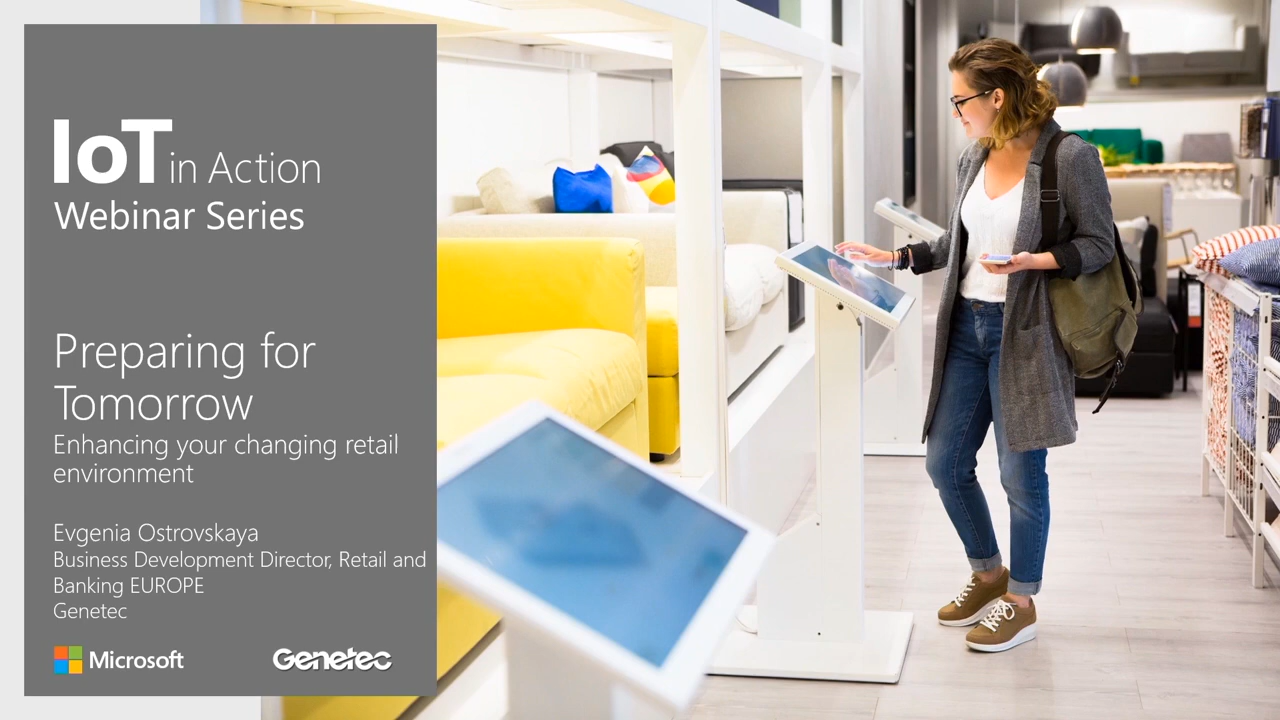 IoT in Action
Webinar Series
Preparing for
Tomorrow
Enhancing your changing retail
environment
Evgenia Ostrovskaya
Business Development Director, Retail and
Banking EUROPE
Genetec
Microsoft
Genetec